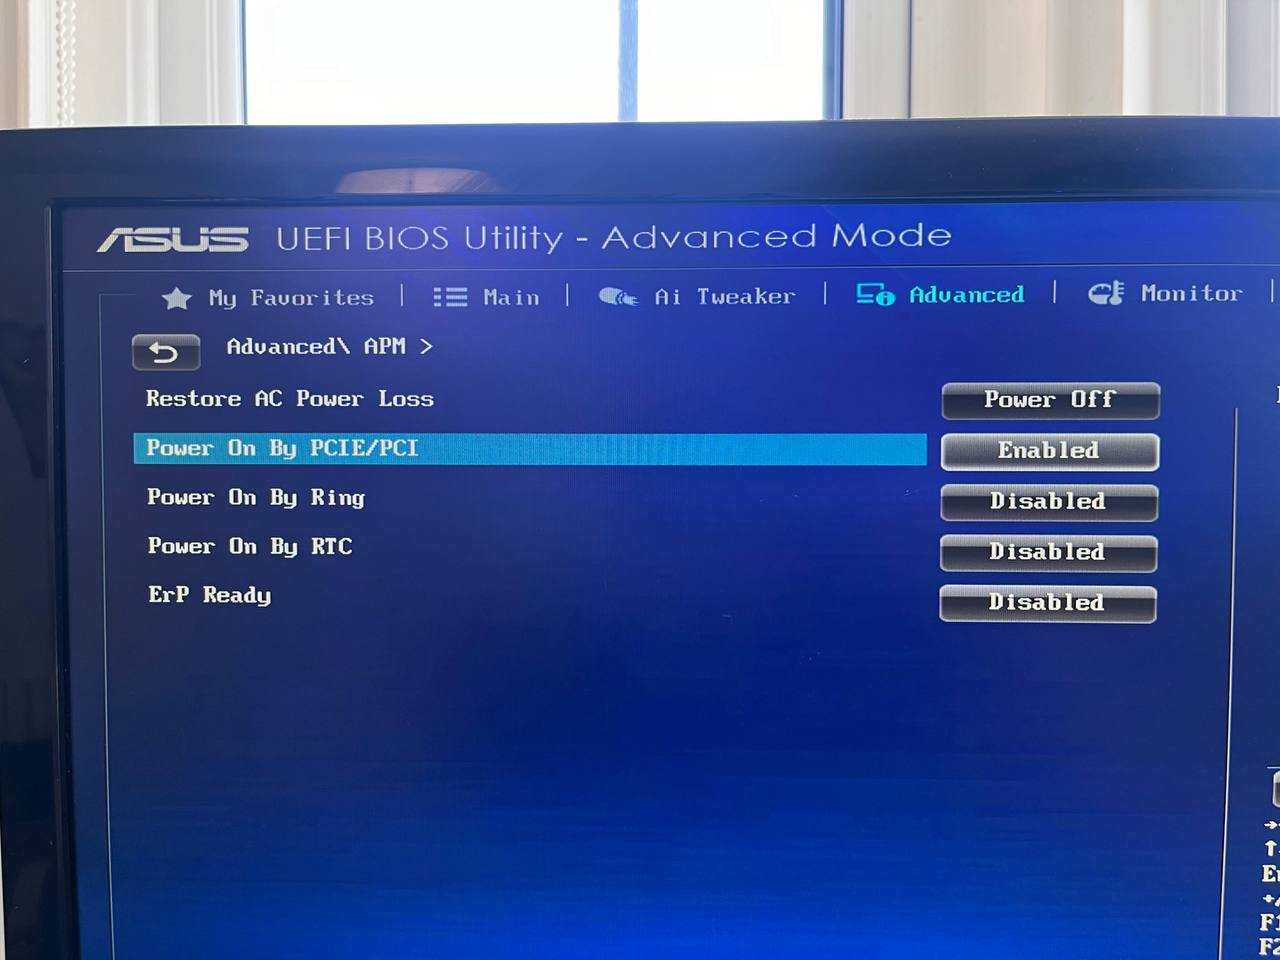 ASUS UEFI BIOS Utility - Advanced Mode
My Favorites | Main | Ai Tweaker | Advanced | Monitor |
Advanced\ APM >
Restore AC Power Loss Power Off
Power On By PCIE/PCI Enabled
Power On By Ring Disabled
Power On By RTC Disabled
ErP Ready Disabled